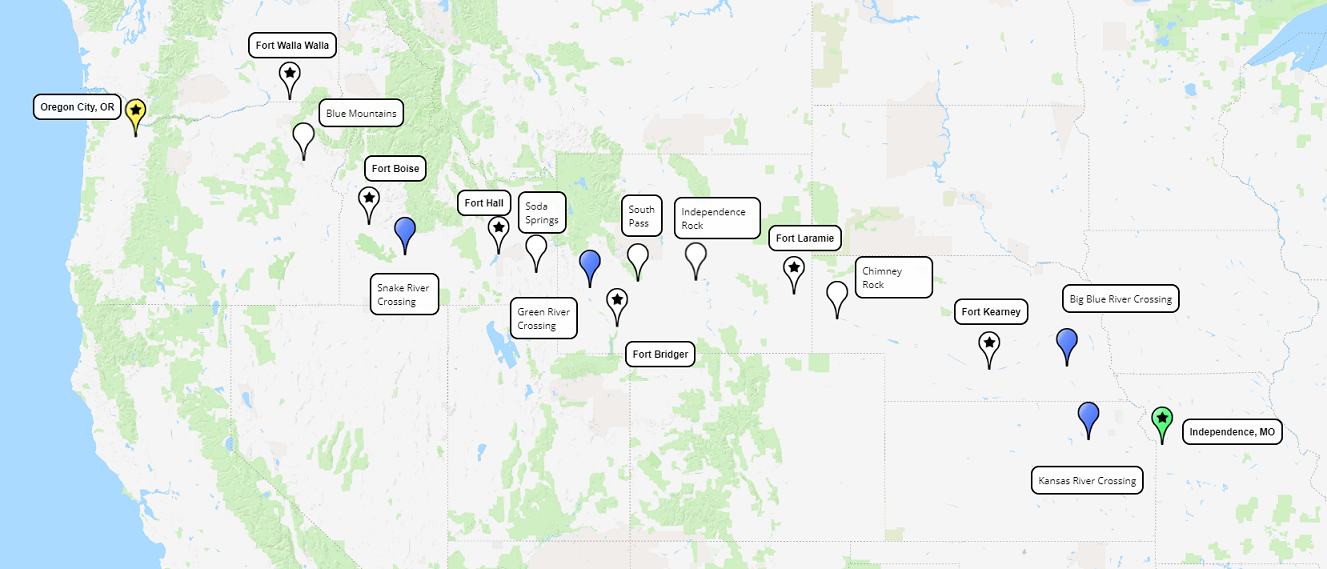 Fort Walla Walla
Oregon City, OR
Blue Mountains
Fort Boise
Fort Hall
Soda
Springs
South
Pass
Independence
Rock
Fort Laramie
Chimney
Rock
Snake River
Crossing
Green River
Crossing
Big Blue River Crossing
Fort Kearney
Fort Bridger
Independence, MO
Kansas River Crossing